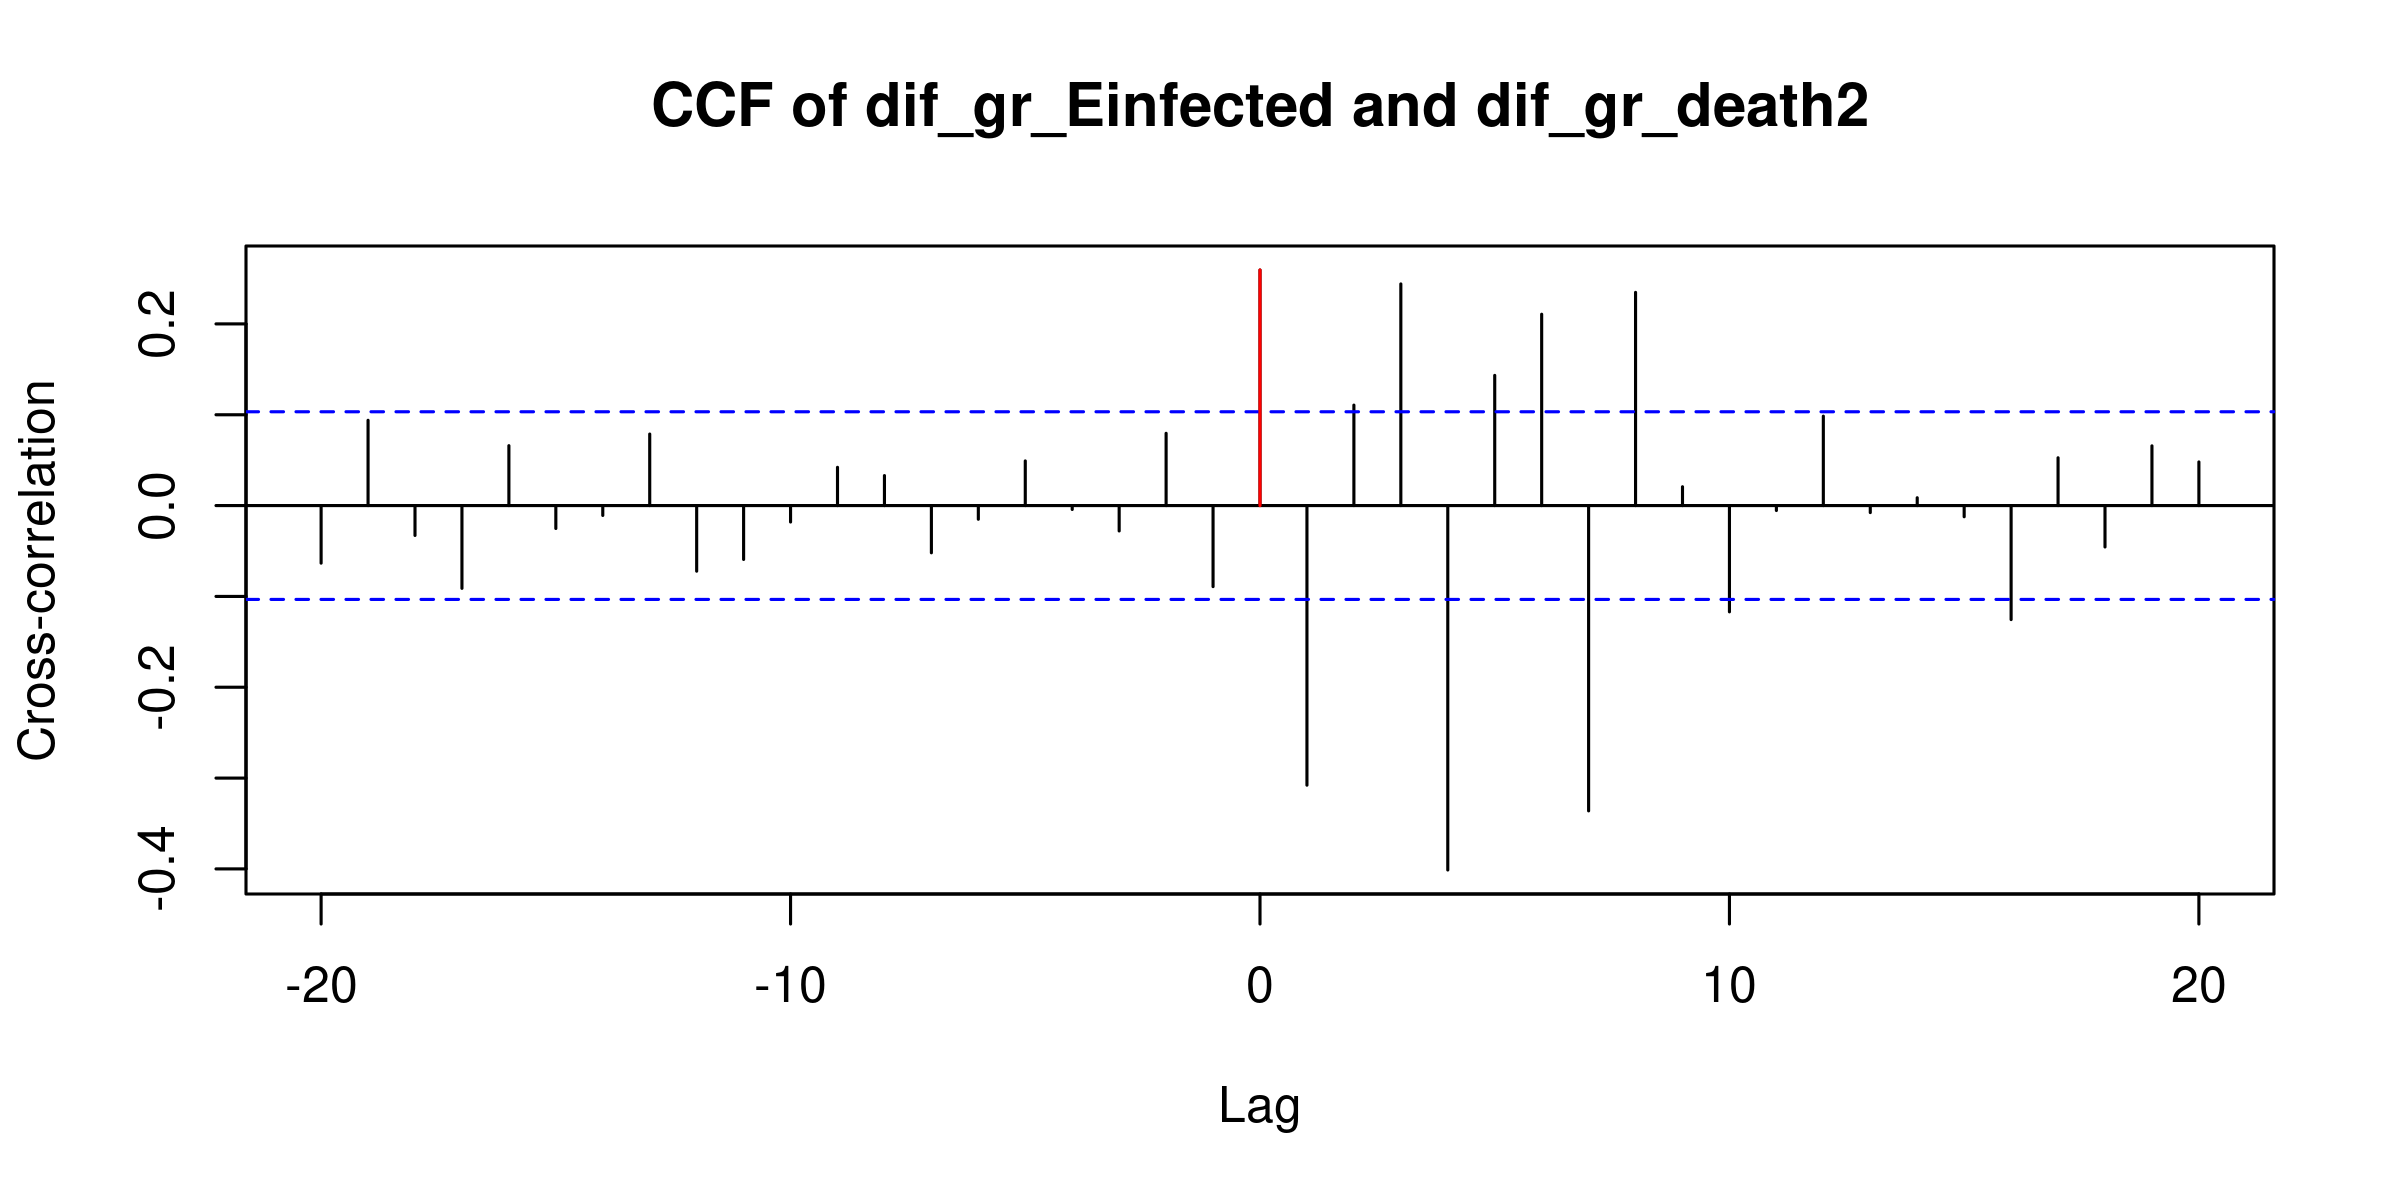 CCF of dif_gr_Einfected and dif_gr_death2
Cross-correlation
0.2
0.0
-0.2
-0.4
-20 -10 0 10 20
Lag